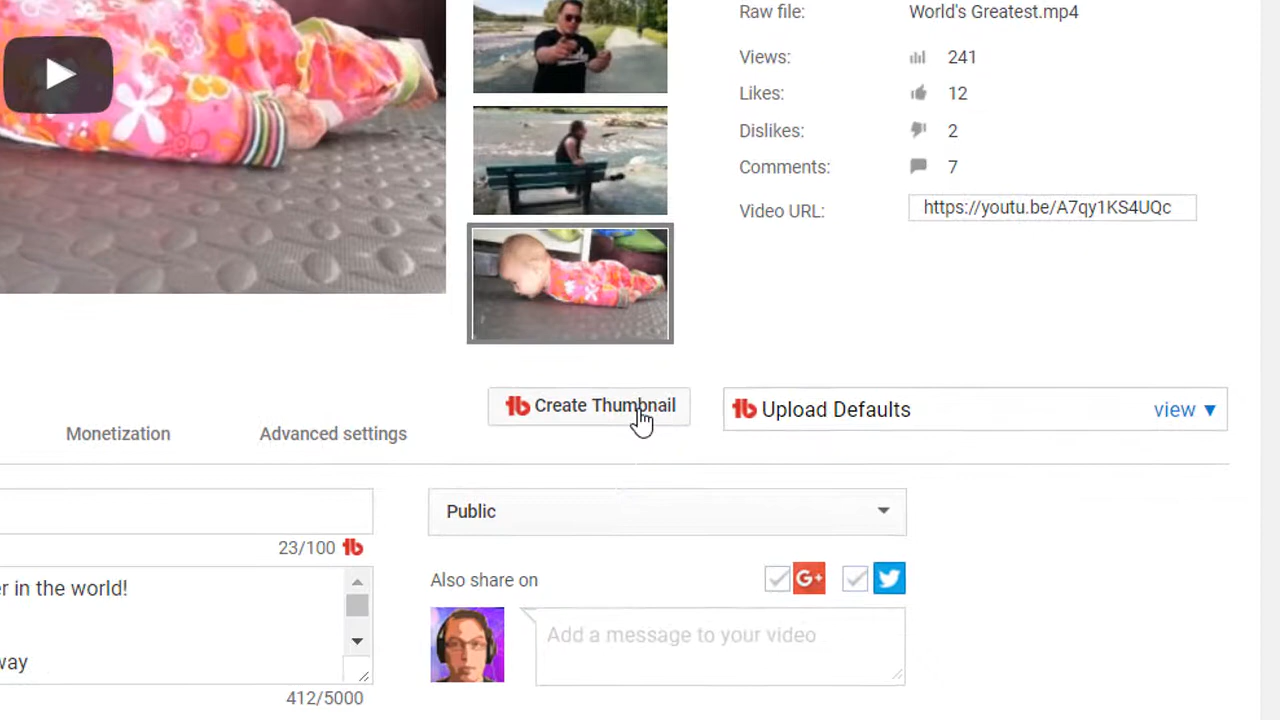 Raw file: World's Greatest.mp4
Views: 241
Likes: 12
Dislikes: 2
Comments: 7
Video URL: https://youtu.be/A7qy1KS4UQc
Create Thumbnail
Upload Defaults view ▼
Monetization Advanced settings
Public
23/100
er in the world!
way
412/5000
Also share on
G+
Add a message to your video